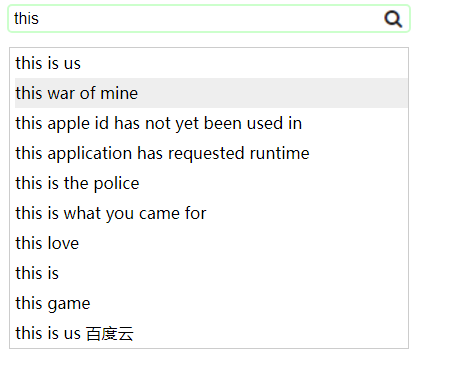 this
this is us
this war of mine
this apple id has not yet been used in
this application has requested runtime
this is the police
this is what you came for
this love
this is
this game
this is us 百度云